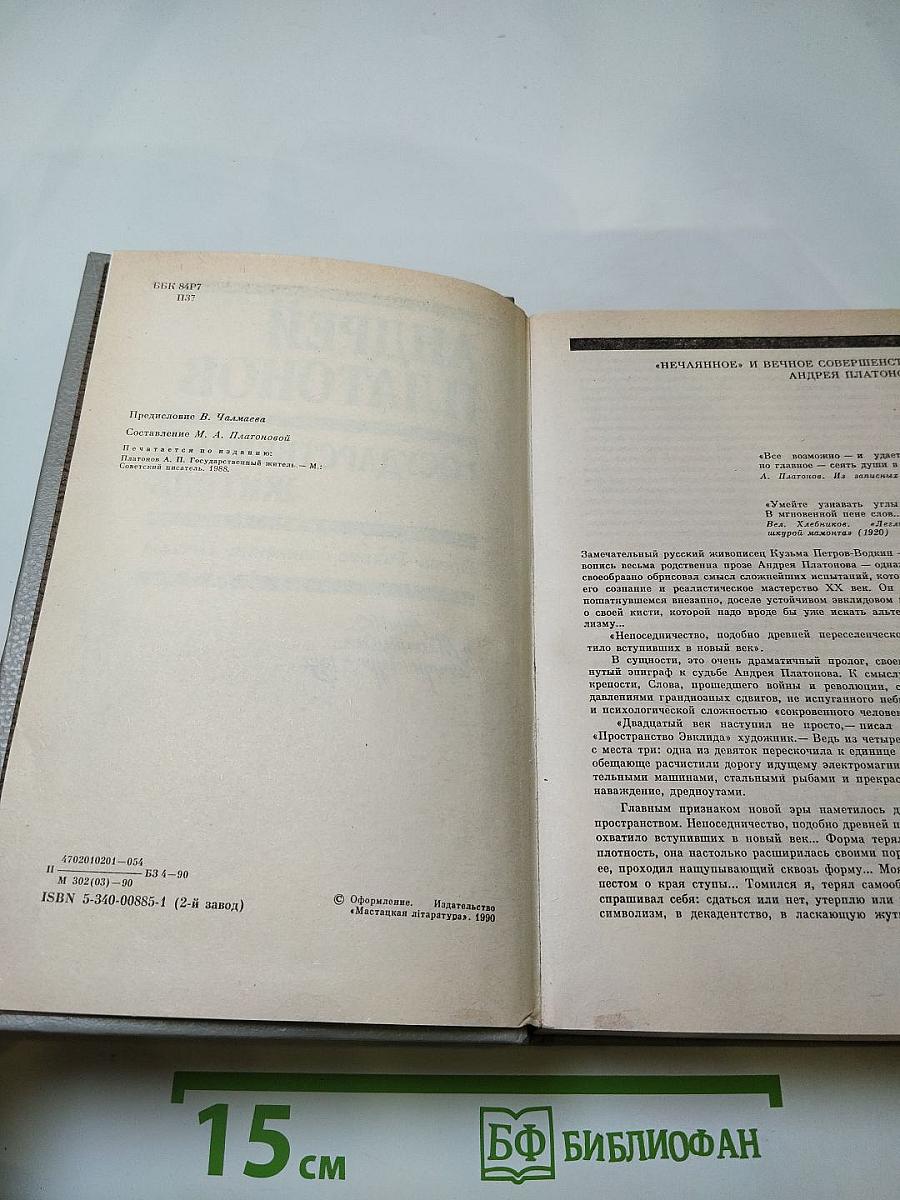 ББК 84Р7
П37
Предисловие В. Чалмаева
Составление М. А. Платоновой
Печатается по изданию:
Платонов А. П. Государственный житель.— М.:
Советский писатель. 1988.
П 4702010201—054
М 302(03)—90 БЗ 4—90
ISBN 5-340-00885-1 (2-й завод)
© Оформление. Издательство
«Мастацкая літаратура». 1990
«НЕЧАЯННОЕ» И ВЕЧНОЕ СОВЕРШЕНСТ
АНДРЕЯ ПЛАТОНО
«Все возможно — и удает
но главное — сеять души в
А. Платонов. Из записных
«Умейте узнавать углы
В мгновенной пене слов...
Вел. Хлебников. «Легл
шкурой мамонта» (1920)
Замечательный русский живописец Кузьма Петров-Водкин —
вопись весьма родственна прозе Андрея Платонова — однаж
своеобразно обрисовал смысл сложнейших испытаний, кото
его сознание и реалистическое мастерство XX век. Он
пошатнувшемся внезапно, доселе устойчивом эвклидовом
о своей кисти, которой надо вроде бы уже искать альте
лизму...
«Непоседничество, подобно древней переселенческо
тило вступивших в новый век».
В сущности, это очень драматичный пролог, свое
нутый эпиграф к судьбе Андрея Платонова. К смыслу
крепости, Слова, прошедшего войны и революции, с
давлениями грандиозных сдвигов, не испуганного неб
и психологической сложностью «сокровенного человек
«Двадцатый век наступил не просто,— писал
«Пространство Эвклида» художник.— Ведь из четыре
с места три: одна из девяток перескочила к единице
обещающе расчистили дорогу идущему электромагни
тельными машинами, стальными рыбами и прекрас
наваждение, дредноутами.
Главным признаком новой эры наметилось д
пространством. Непоседничество, подобно древней п
охватило вступивших в новый век... Форма терял
плотность, она настолько расширилась своими пор
ее, проходил нащупывающий сквозь форму... Моя
пестом о края ступы... Томился я, терял самооб
спрашивал себя: сдаться или нет, утерплю или
символизм, в декадентство, в ласкающую жут
15 см
БФ БИБЛИОФАН